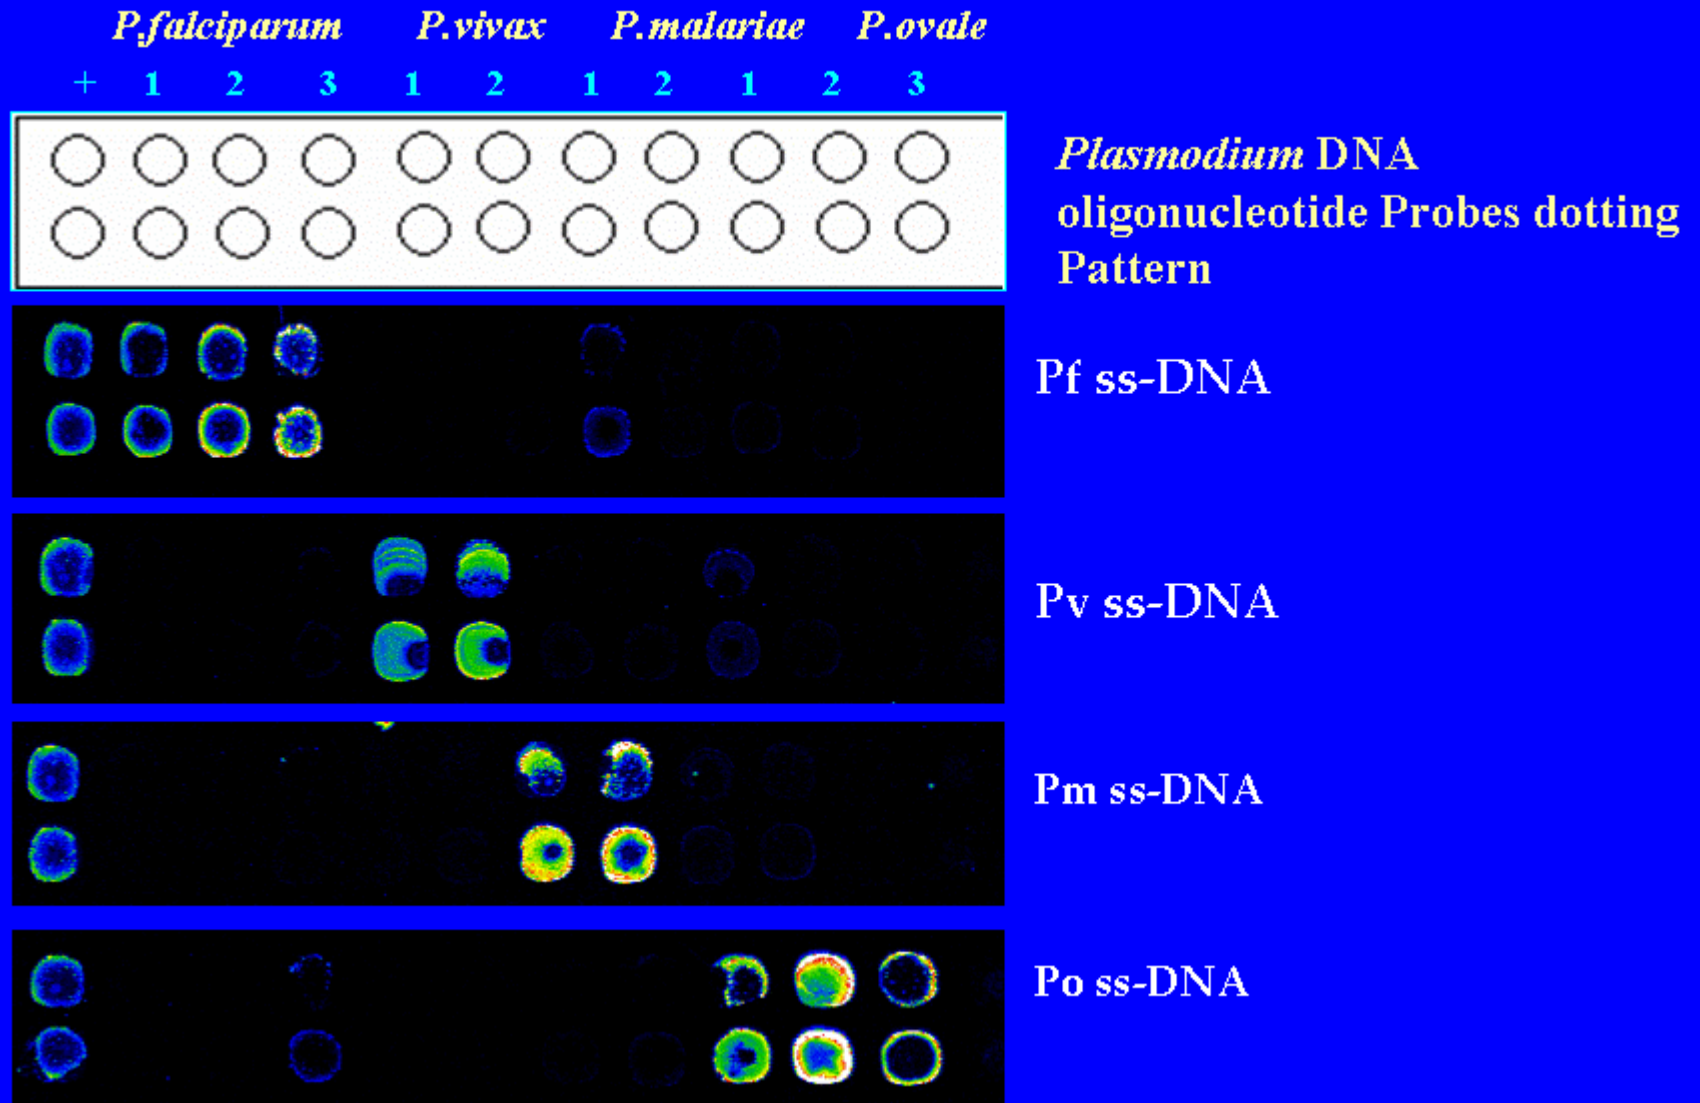 P.falciparum P.vivax P.malariae P.ovale
+ 1 2 3 1 2 1 2 1 2 3
Plasmodium DNA
oligonucleotide Probes dotting
Pattern
Pf ss-DNA
Pv ss-DNA
Pm ss-DNA
Po ss-DNA